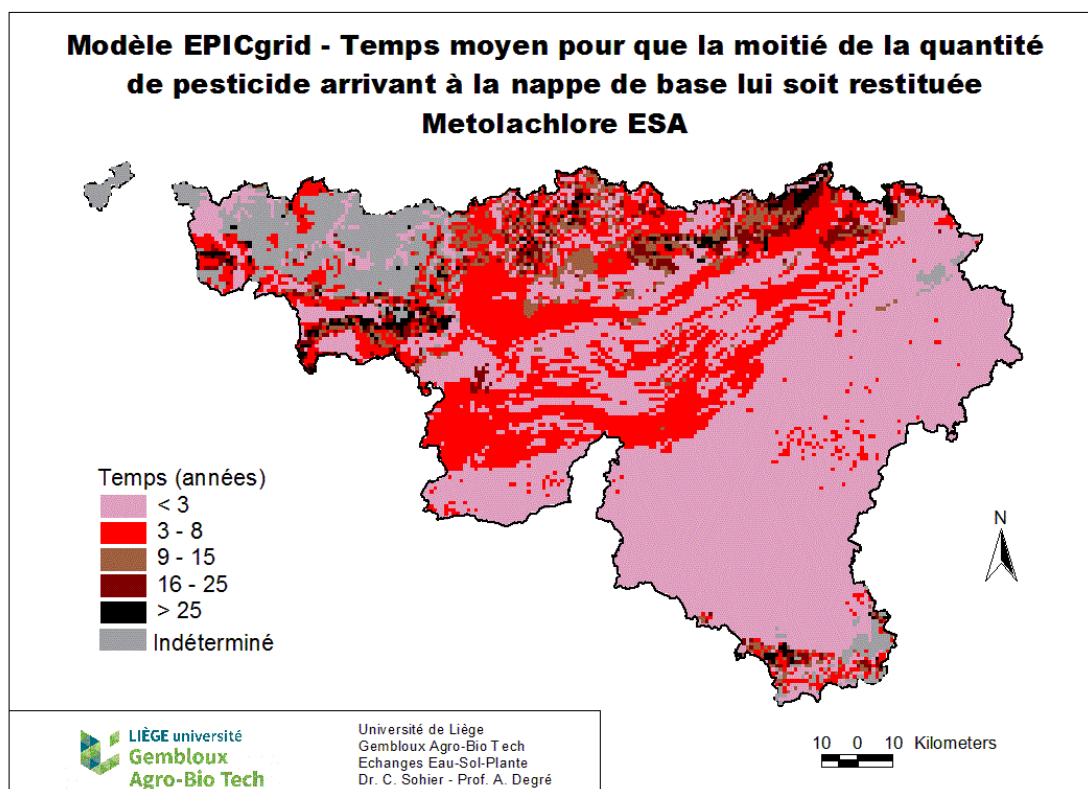 Modèle EPICgrid - Temps moyen pour que la moitié de la quantité
de pesticide arrivant à la nappe de base lui soit restituée
Metolachlore ESA
Temps (années)
< 3
3 - 8
9 - 15
16 - 25
> 25
Indéterminé
N
10 0 10 Kilometers
LIÈGE université
Gembloux
Agro-Bio Tech
Université de Liège
Gembloux Agro-Bio Tech
Echanges Eau-Sol-Plante
Dr. C. Sohier - Prof. A. Degré